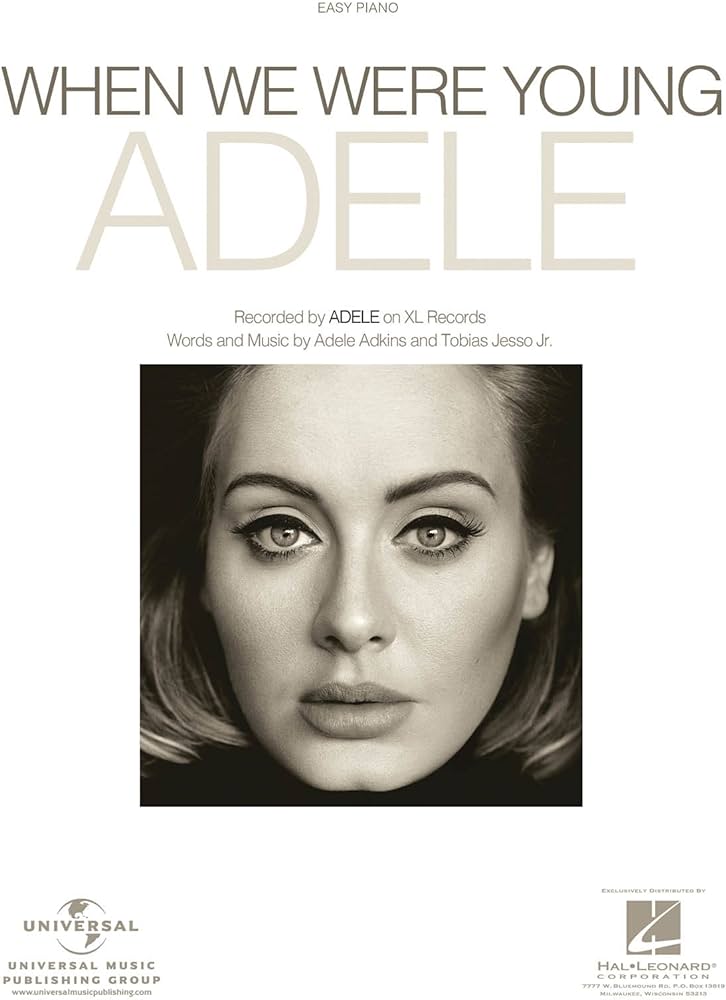 EASY PIANO
WHEN WE WERE YOUNG
ADELE
Recorded by ADELE on XL Records
Words and Music by Adele Adkins and Tobias Jesso Jr.
UNIVERSAL
UNIVERSAL MUSIC
PUBLISHING GROUP
www.universalmusicpublishing.com
EXCLUSIVELY DISTRIBUTED BY
HAL•LEONARD®
CORPORATION
7777 W. BLUEMOUND RD. P.O. BOX 13819
MILWAUKEE, WISCONSIN 53213